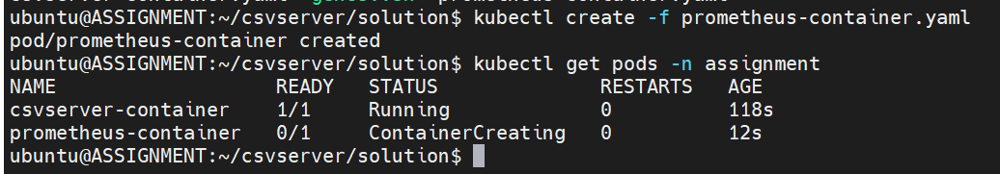 ubuntu@ASSIGNMENT:~/csvserver/solution$ kubectl create -f prometheus-container.yaml
pod/prometheus-container created
ubuntu@ASSIGNMENT:~/csvserver/solution$ kubectl get pods -n assignment
NAME                   READY   STATUS              RESTARTS   AGE
csvserver-container    1/1     Running             0          118s
prometheus-container   0/1     ContainerCreating   0          12s
ubuntu@ASSIGNMENT:~/csvserver/solution$